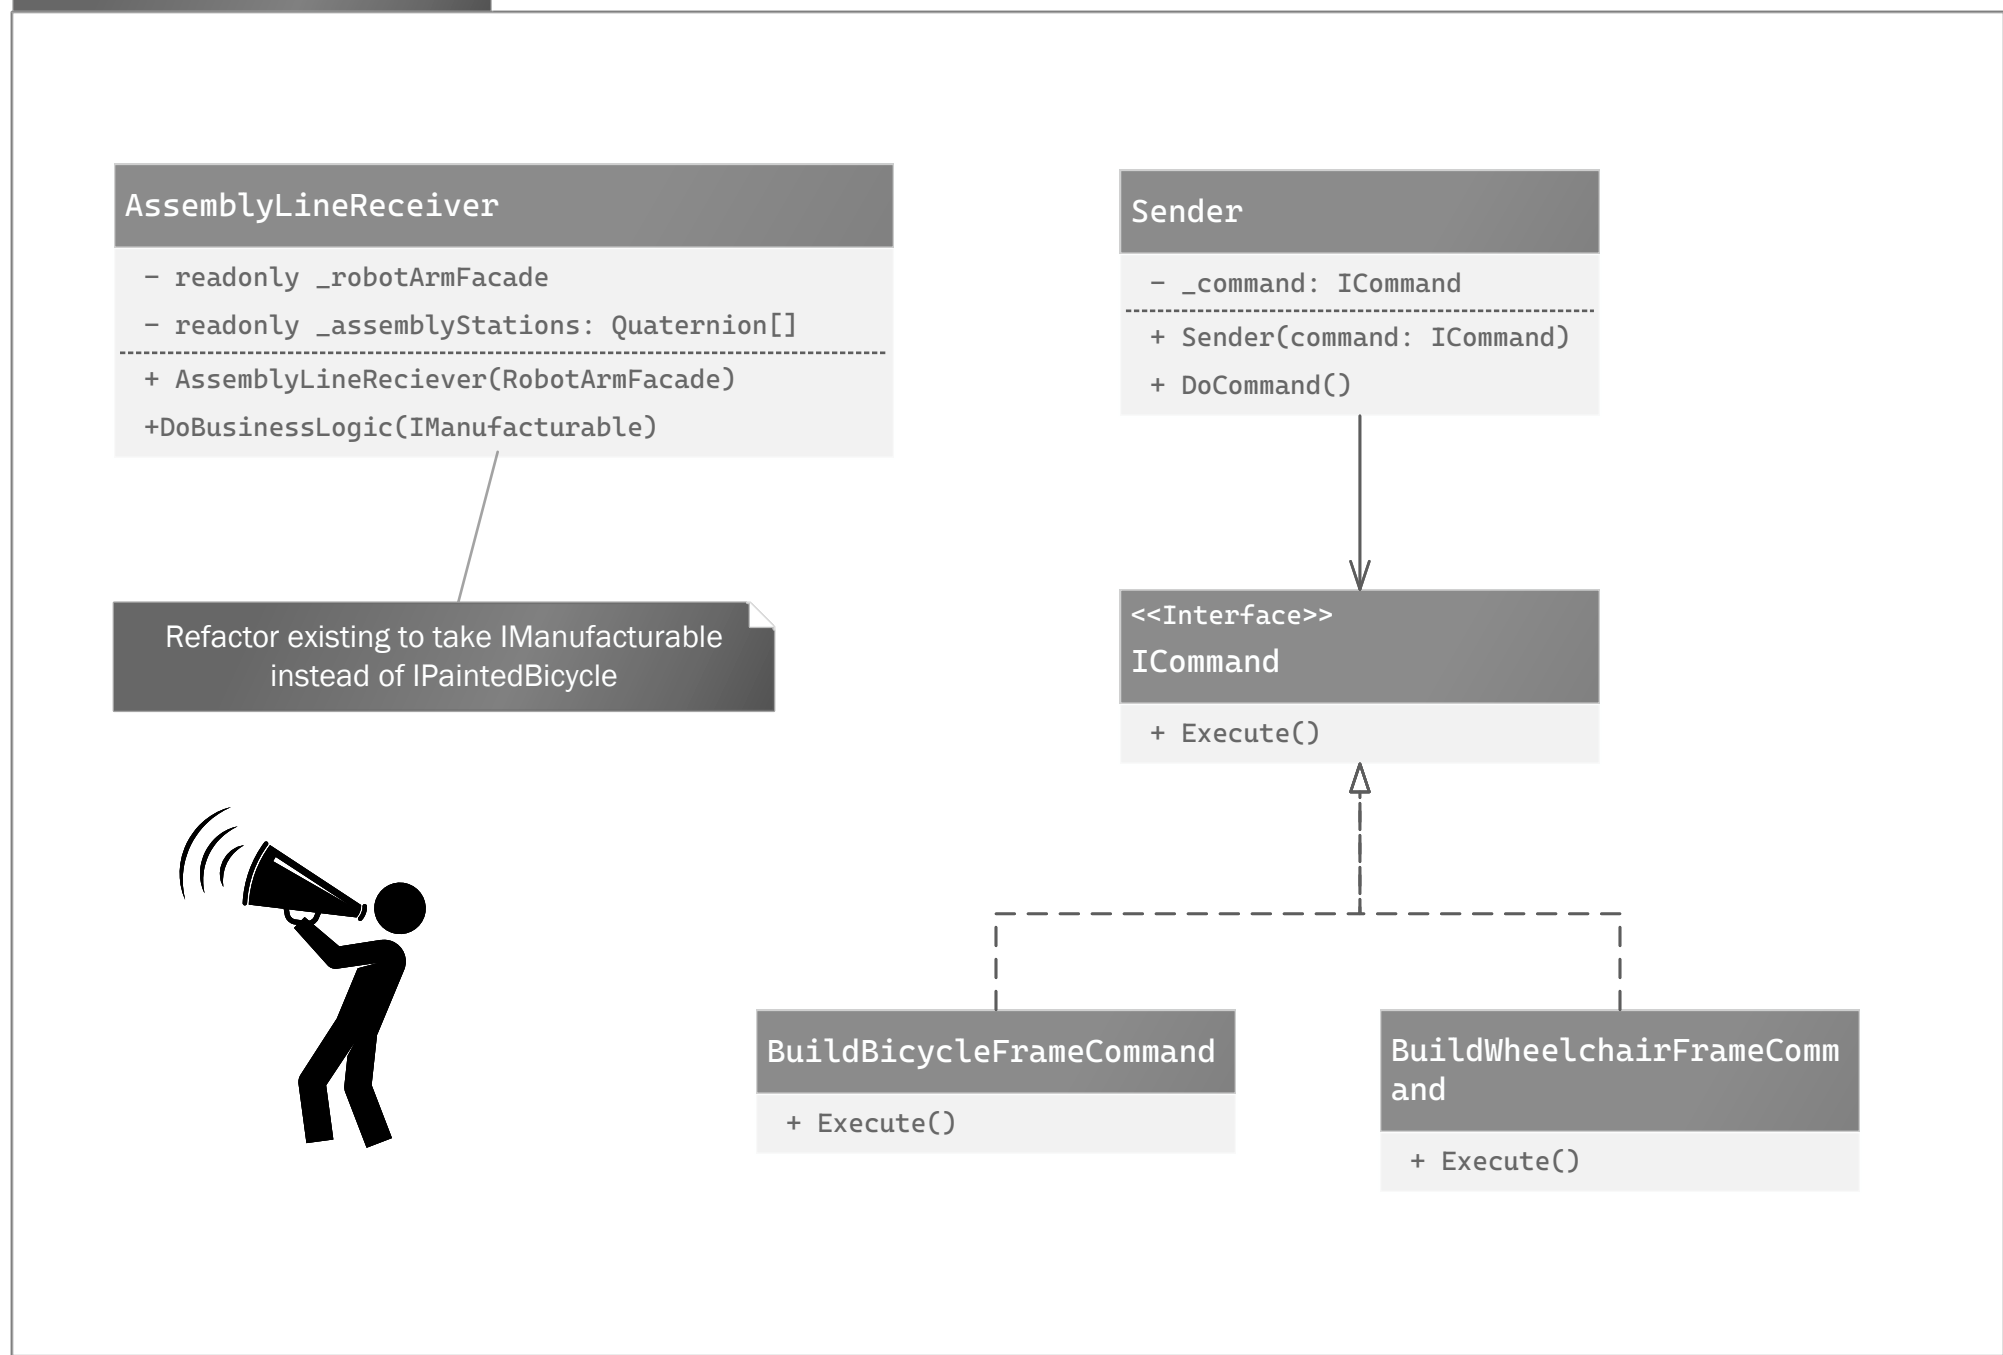 AssemblyLineReceiver
− readonly _robotArmFacade
− readonly _assemblyStations: Quaternion[]
+ AssemblyLineReciever(RobotArmFacade)
+DoBusinessLogic(IManufacturable)
Refactor existing to take IManufacturable
instead of IPaintedBicycle
Sender
− _command: ICommand
+ Sender(command: ICommand)
+ DoCommand()
<<Interface>>
ICommand
+ Execute()
BuildBicycleFrameCommand
+ Execute()
BuildWheelchairFrameComm
and
+ Execute()